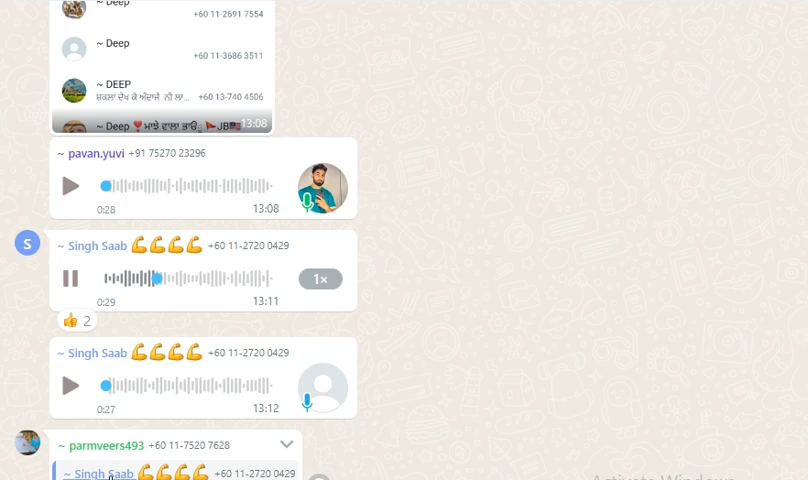 ~ Deep
+60 11-2691 7554
~ Deep
+60 11-3686 3511
~ DEEP
ਸ਼ਕਲਾਂ ਦੇਖ ਕੇ ਅੰਦਾਜੇ ਨੀ ਲਾ... +60 13-740 4506
~ Deep ❣️ਮਾਝੇ ਵਾਲਾ ਭਾਊ 🚩JB🇲🇾 13:08
~ pavan.yuvi +91 75270 23296
0:28 13:08
S
~ Singh Saab 💪💪💪💪 +60 11-2720 0429
1×
0:29 13:11
👍 2
~ Singh Saab 💪💪💪💪 +60 11-2720 0429
0:27 13:12
~ parmveers493 +60 11-7520 7628
~ Singh Saab 💪💪💪💪 +60 11-2720 0429
Activate Windows